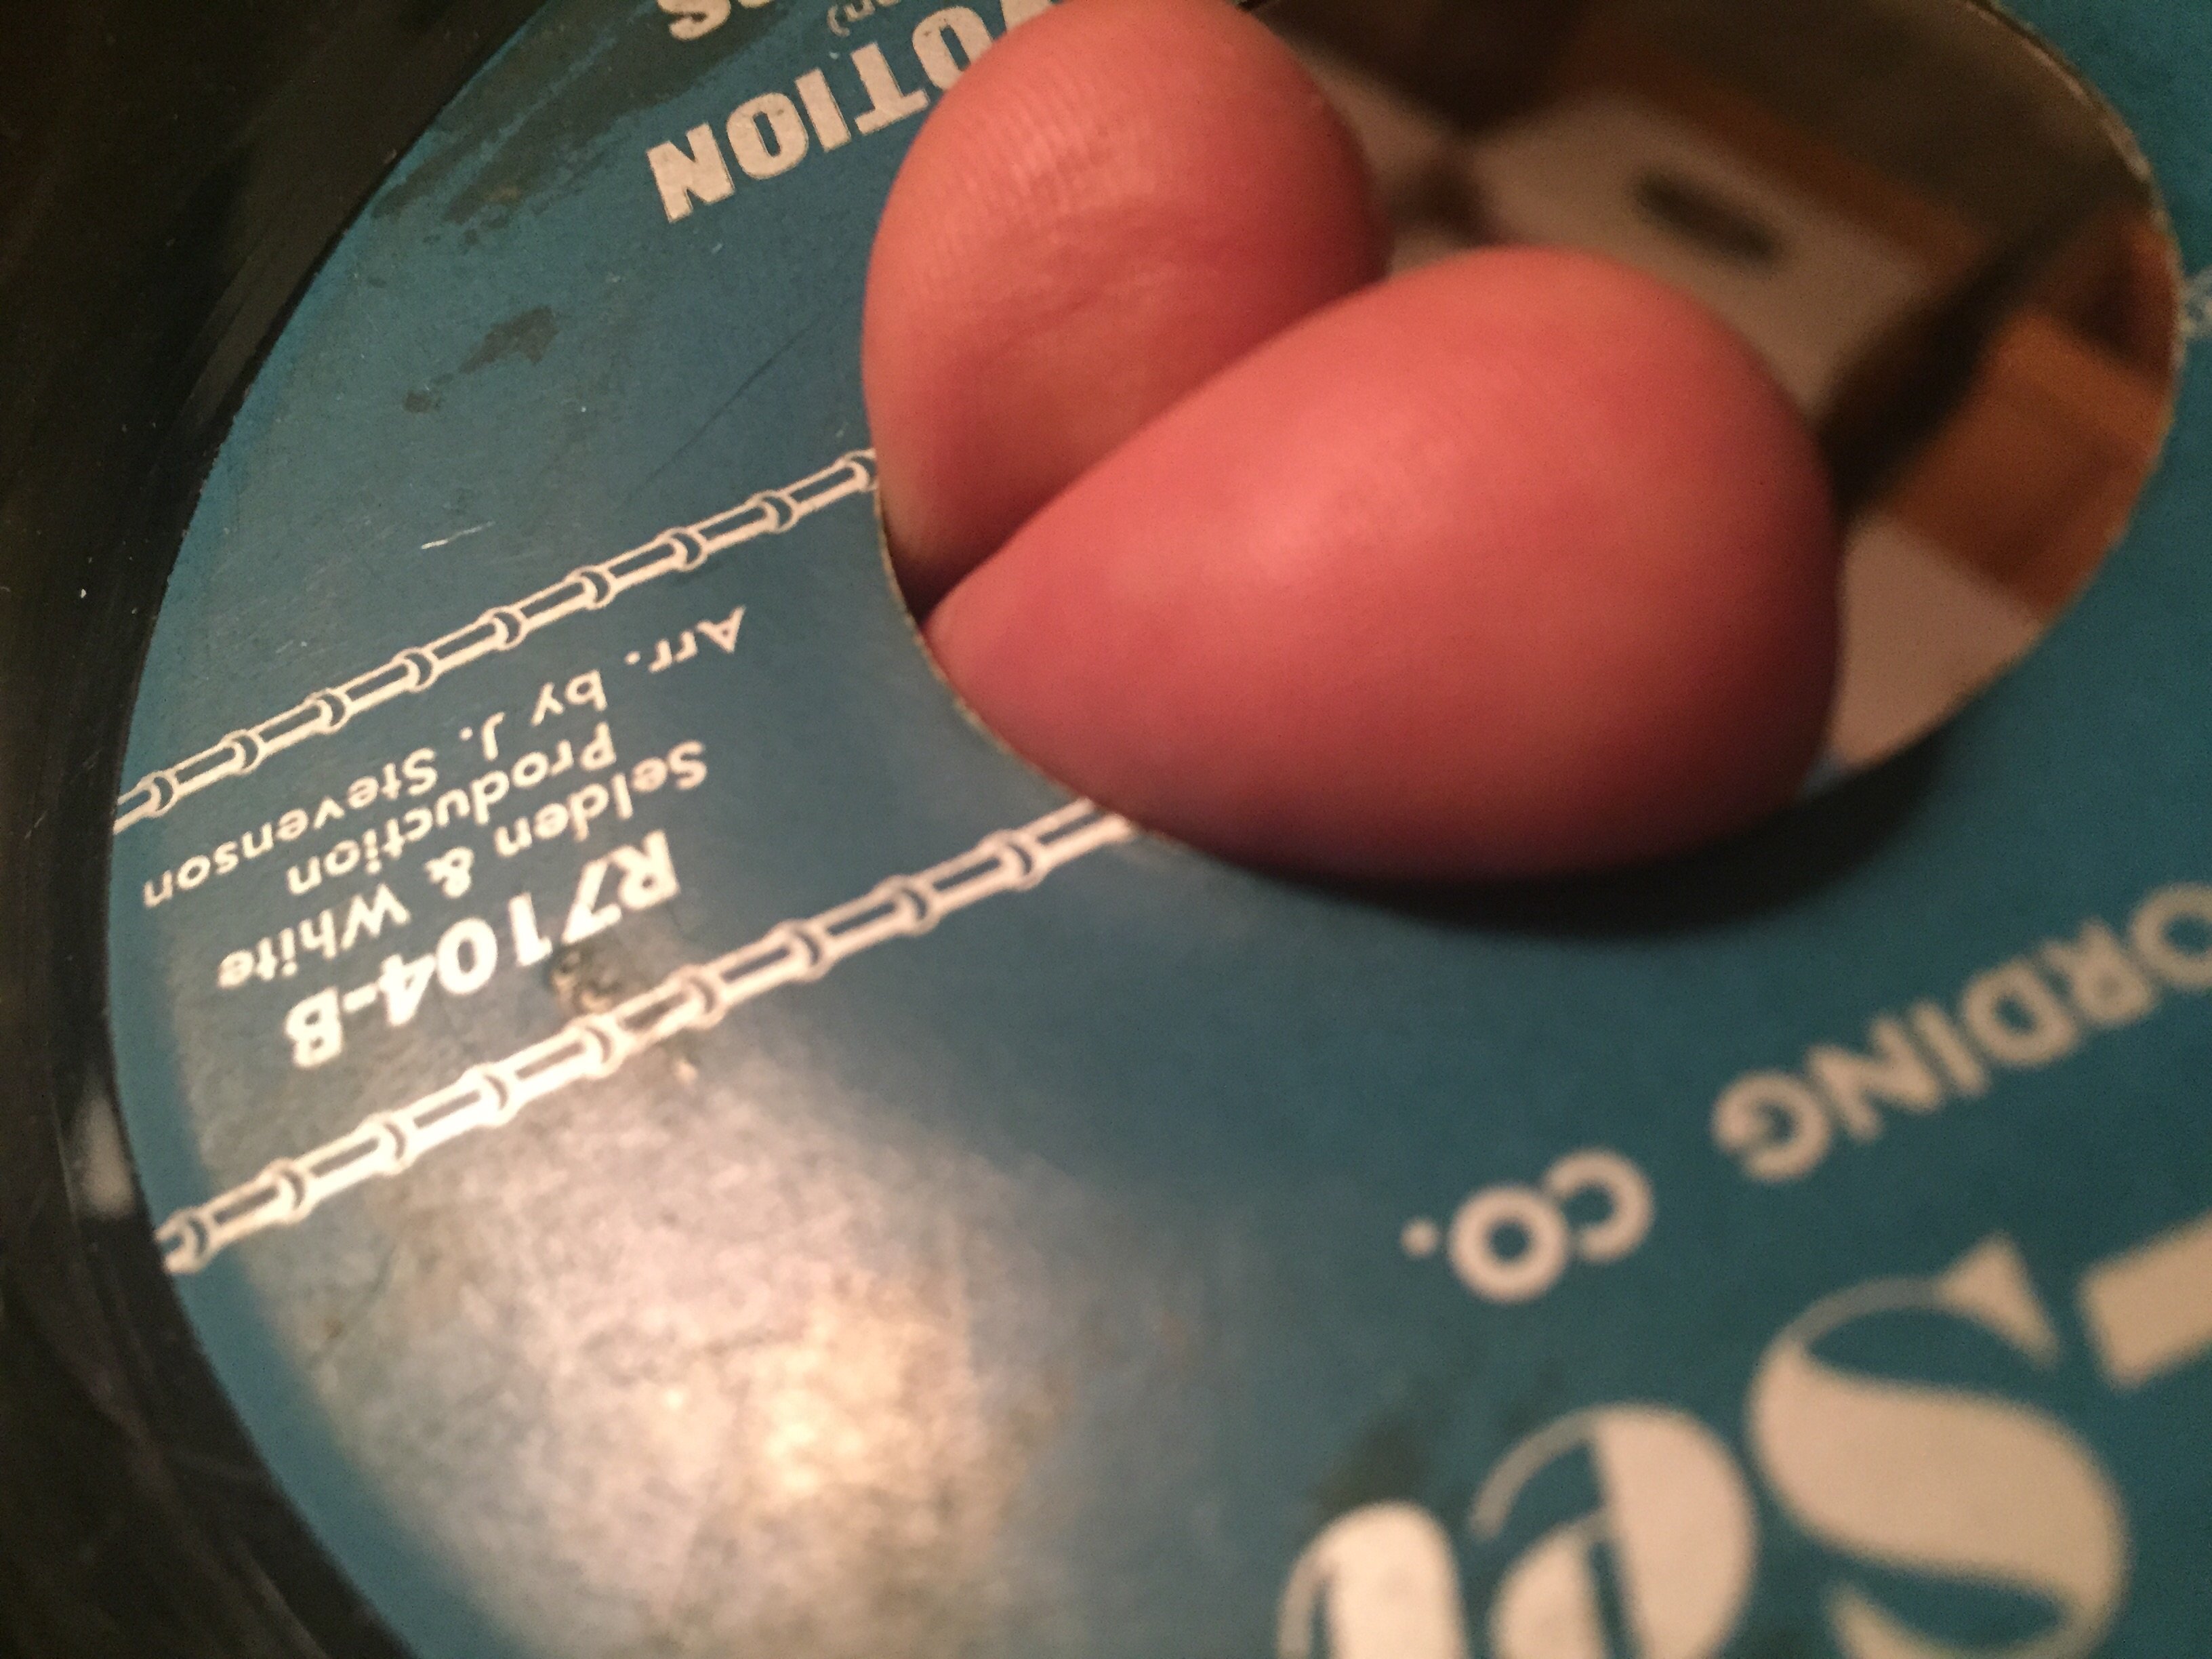 ORDING CO.
R7104-B
Selden & White
Production
Arr. by J. Stevenson
OTION